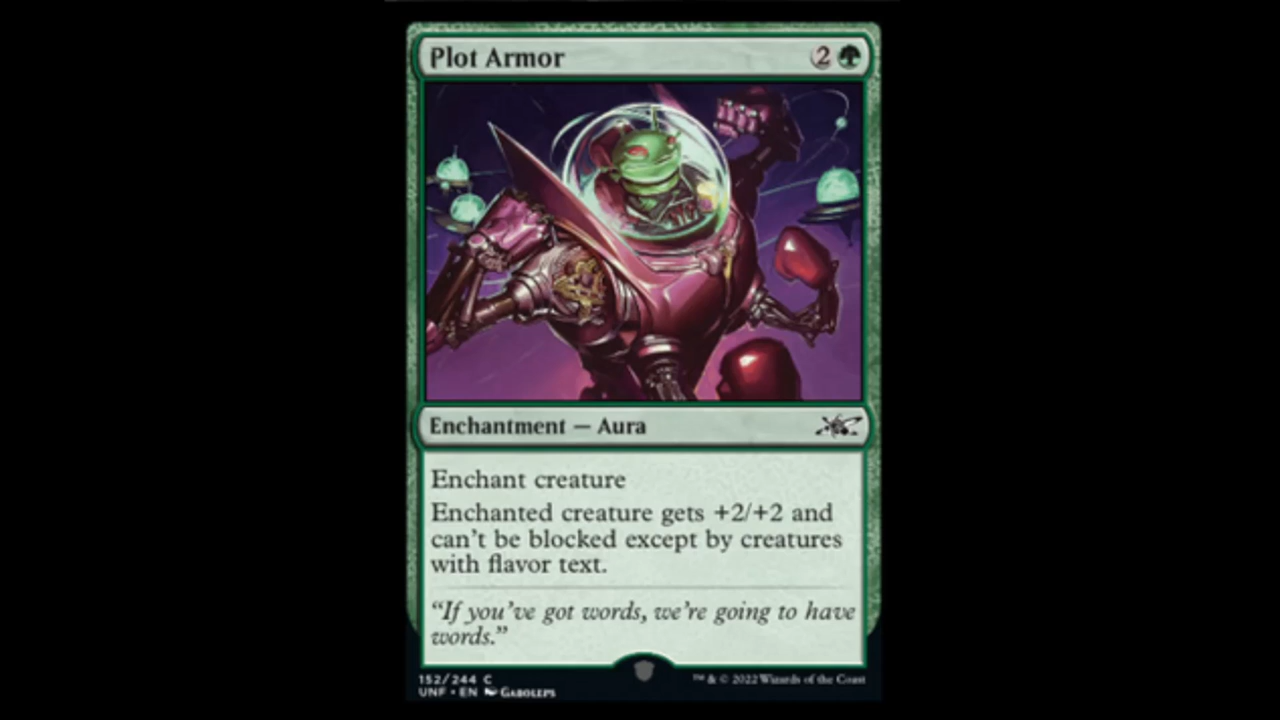 Plot Armor 2
Enchantment — Aura
Enchant creature
Enchanted creature gets +2/+2 and
can't be blocked except by creatures
with flavor text.
"If you've got words, we're going to have
words."
152/244 C
™ & © 2022 Wizards of the Coast
UNF • EN Gaboleps